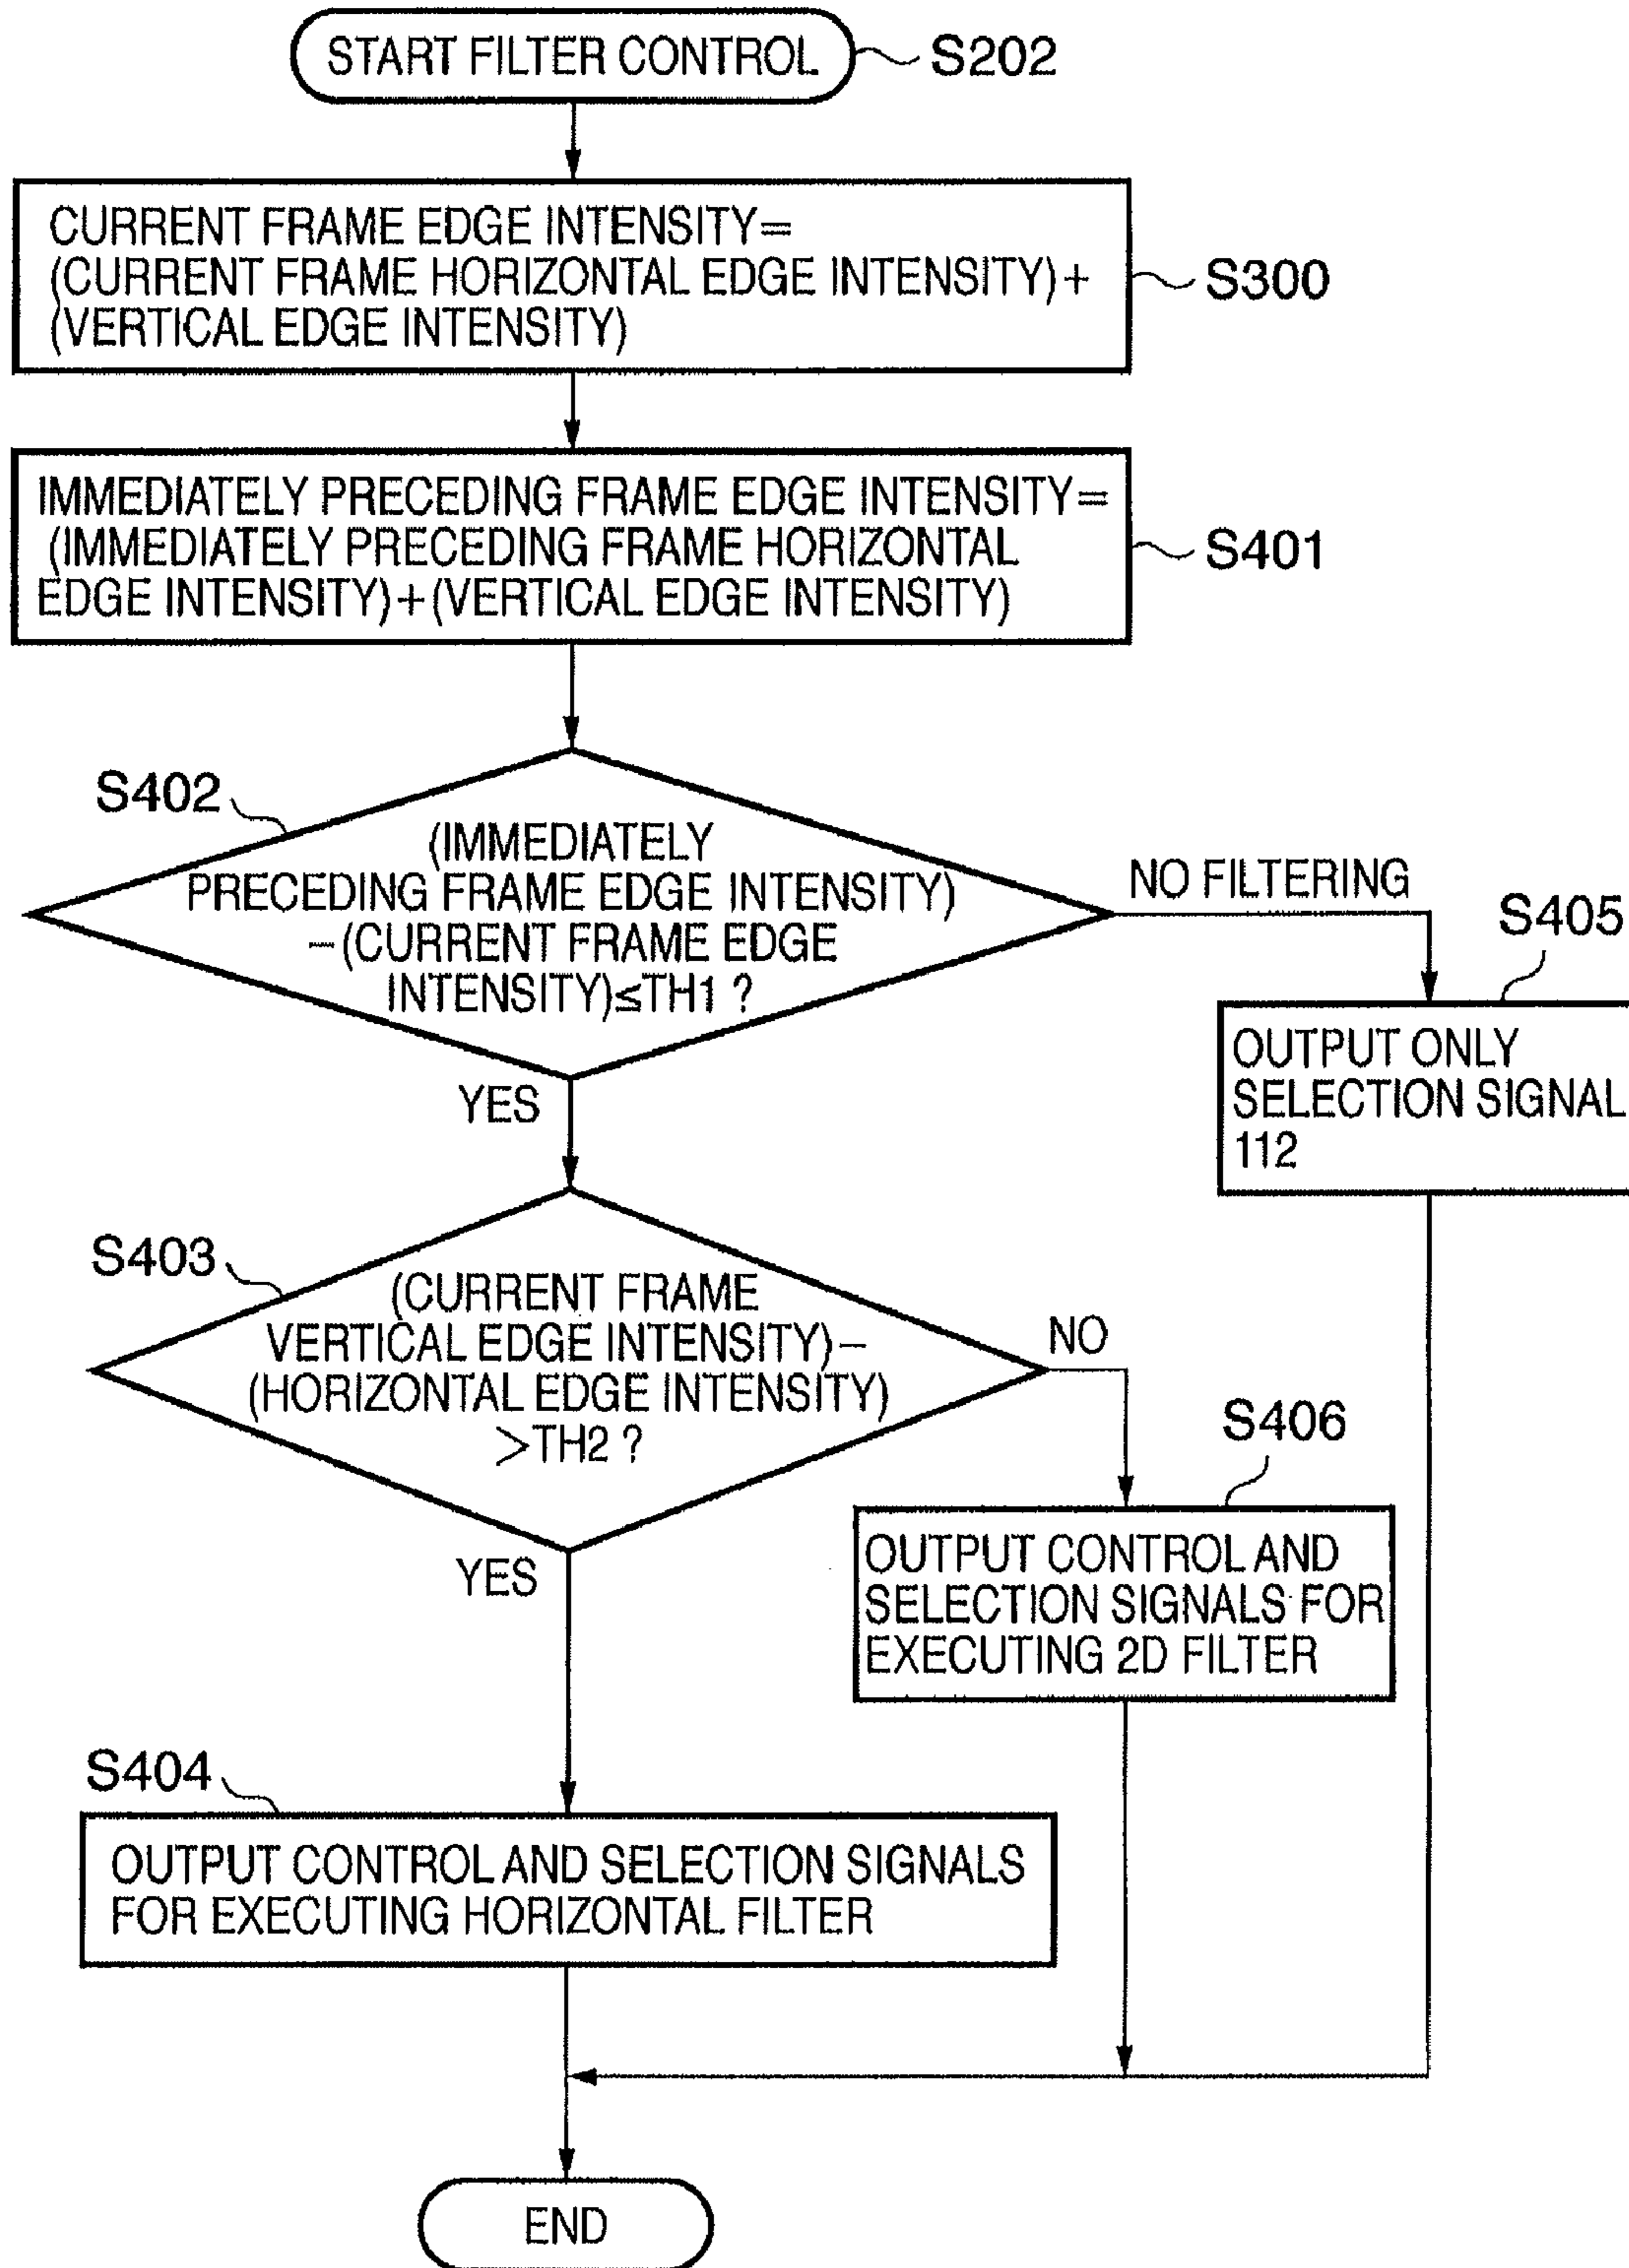 START FILTER CONTROL
S202
CURRENT FRAME EDGE INTENSITY=
(CURRENT FRAME HORIZONTAL EDGE INTENSITY)+
(VERTICAL EDGE INTENSITY)
S300
IMMEDIATELY PRECEDING FRAME EDGE INTENSITY=
(IMMEDIATELY PRECEDING FRAME HORIZONTAL
EDGE INTENSITY)+(VERTICAL EDGE INTENSITY)
S401
S402
(IMMEDIATELY
PRECEDING FRAME EDGE INTENSITY)
−(CURRENT FRAME EDGE
INTENSITY)≤TH1 ?
NO FILTERING
S405
OUTPUT ONLY
SELECTION SIGNAL
112
YES
S403
(CURRENT FRAME
VERTICAL EDGE INTENSITY)−
(HORIZONTAL EDGE INTENSITY)
>TH2 ?
NO
S406
OUTPUT CONTROL AND
SELECTION SIGNALS FOR
EXECUTING 2D FILTER
YES
S404
OUTPUT CONTROL AND SELECTION SIGNALS
FOR EXECUTING HORIZONTAL FILTER
END